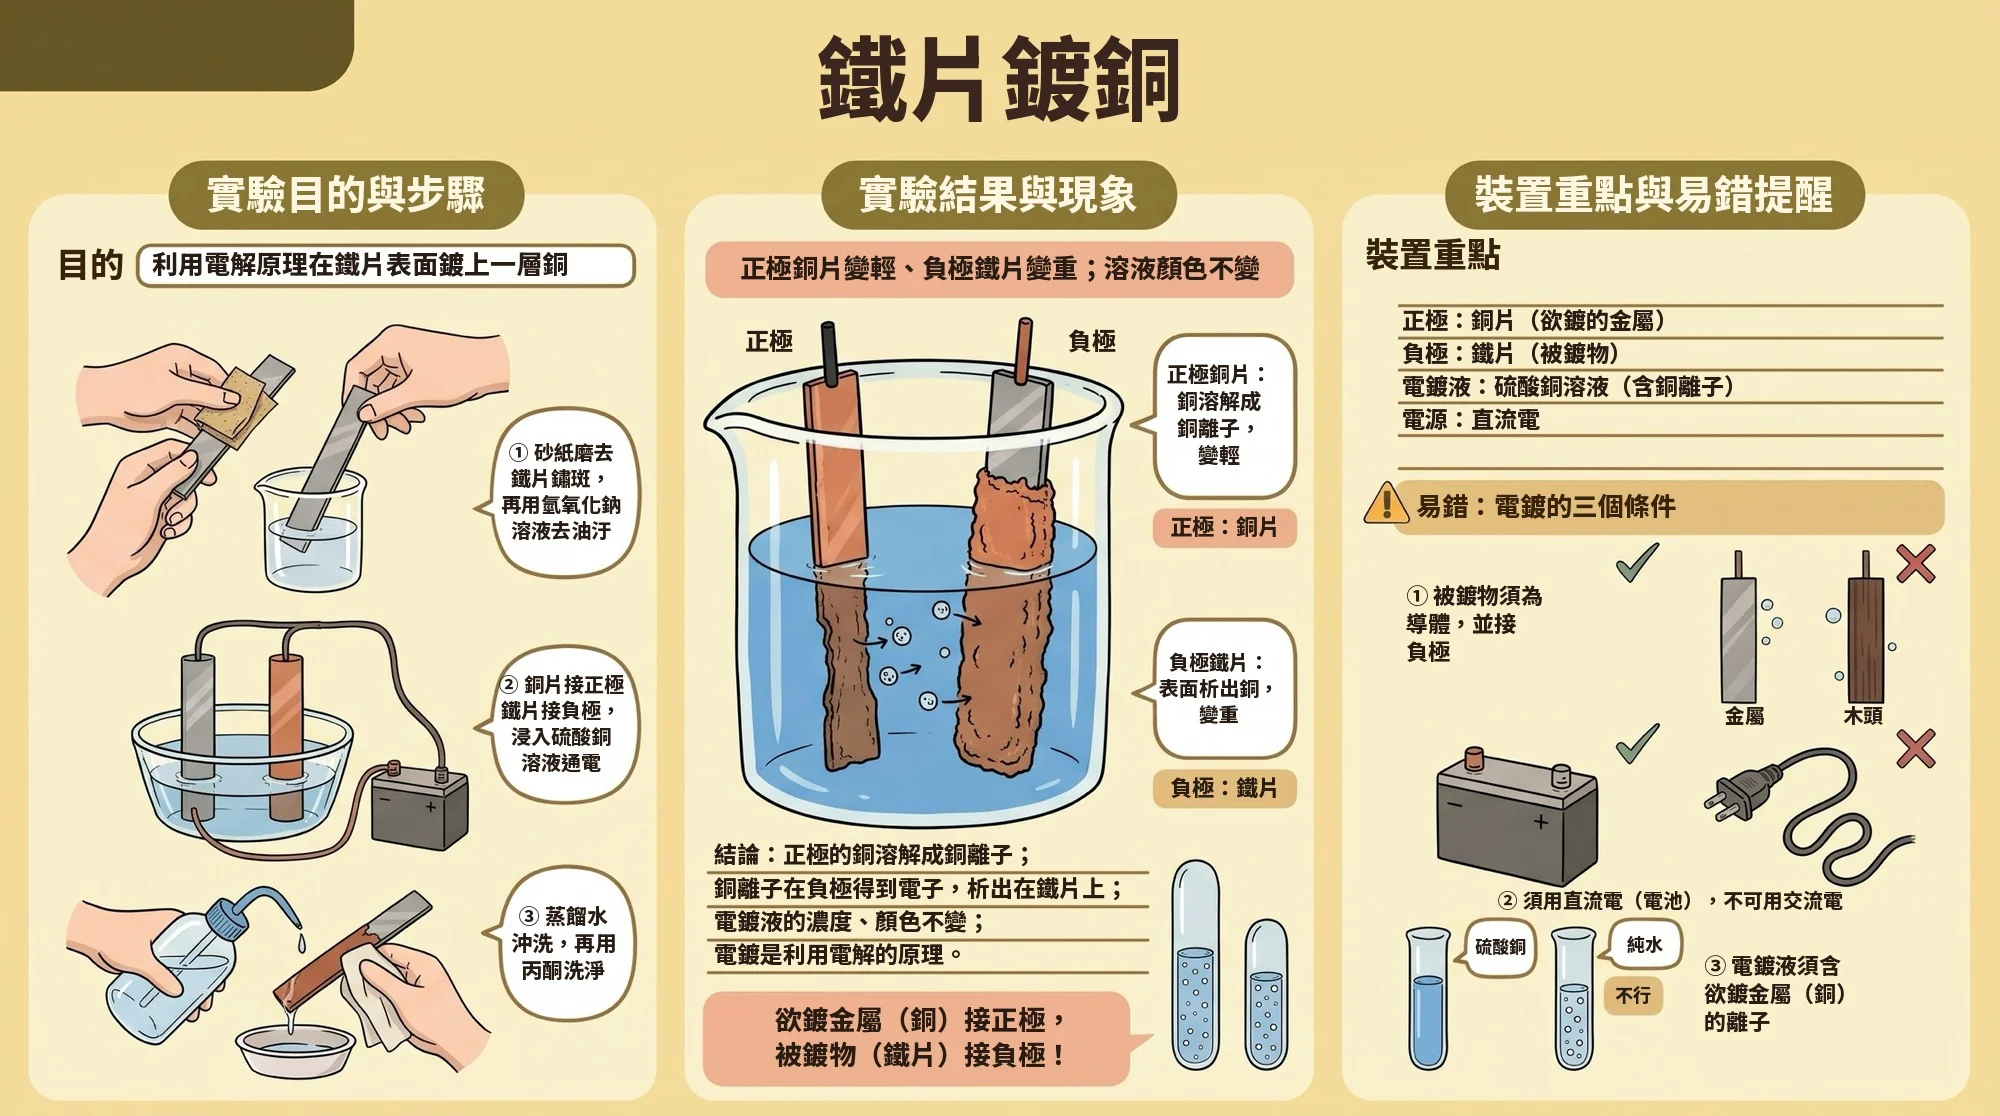 鐵片鍍銅
實驗目的與步驟
目的
利用電解原理在鐵片表面鍍上一層銅
① 砂紙磨去
鐵片鏽斑，
再用氫氧化鈉
溶液去油汙
② 銅片接正極
鐵片接負極，
浸入硫酸銅
溶液通電
− +
③ 蒸餾水
沖洗，再用
丙酮洗淨
實驗結果與現象
正極銅片變輕、負極鐵片變重；溶液顏色不變
正極
負極
正極銅片：
銅溶解成
銅離子，
變輕
正極：銅片
負極鐵片：
表面析出銅，
變重
負極：鐵片
結論：正極的銅溶解成銅離子；
銅離子在負極得到電子，析出在鐵片上；
電鍍液的濃度、顏色不變；
電鍍是利用電解的原理。
欲鍍金屬（銅）接正極，
被鍍物（鐵片）接負極！
裝置重點與易錯提醒
裝置重點
正極：銅片（欲鍍的金屬）
負極：鐵片（被鍍物）
電鍍液：硫酸銅溶液（含銅離子）
電源：直流電
易錯：電鍍的三個條件
① 被鍍物須為
導體，並接
負極
金屬
木頭
− +
② 須用直流電（電池），不可用交流電
硫酸銅
純水
不行
③ 電鍍液須含
欲鍍金屬（銅）
的離子